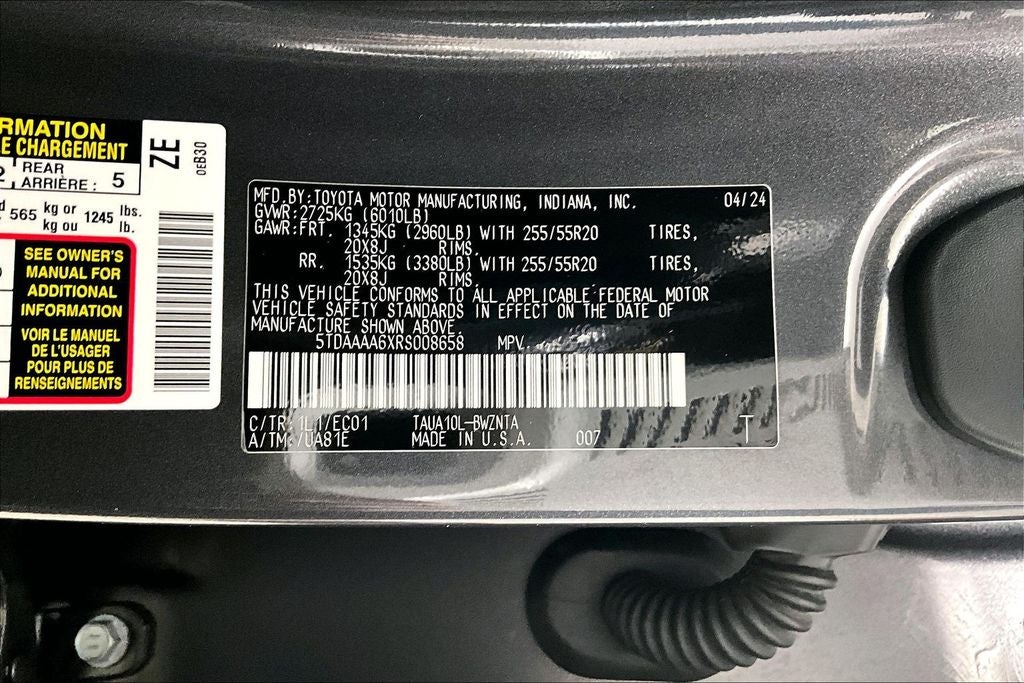 RMATION
E CHARGEMENT
REAR
ARRIÈRE : 5
565 kg or 1245 lbs.
kg ou lb.
SEE OWNER'S
MANUAL FOR
ADDITIONAL
INFORMATION
VOIR LE MANUEL
DE L'USAGER
POUR PLUS DE
RENSEIGNEMENTS
ZE
0EB30
MFD.BY:TOYOTA MOTOR MANUFACTURING, INDIANA, INC. 04/24
GVWR:2725KG (6010LB)
GAWR:FRT. 1345KG (2960LB) WITH 255/55R20 TIRES,
20X8J RIMS,
RR. 1535KG (3380LB) WITH 255/55R20 TIRES,
20X8J RIMS.
THIS VEHICLE CONFORMS TO ALL APPLICABLE FEDERAL MOTOR
VEHICLE SAFETY STANDARDS IN EFFECT ON THE DATE OF
MANUFACTURE SHOWN ABOVE.
5TDAAAA6XRS008658 MPV
C/TR:1L1/EC01 TAUA10L-BWZNTA
A/TM: /UA81E MADE IN U.S.A. 007 T